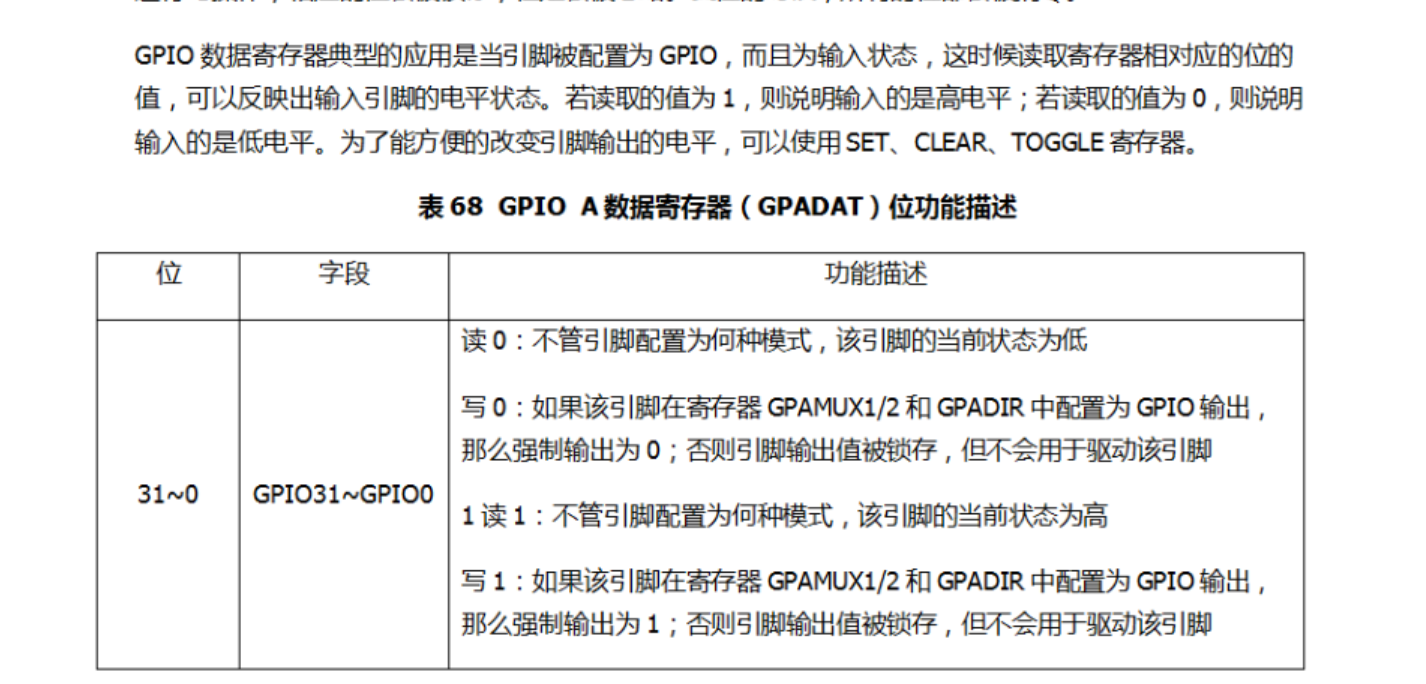 GPIO 数据寄存器典型的应用是当引脚被配置为 GPIO，而且为输入状态，这时候读取寄存器相对应的位的
值，可以反映出输入引脚的电平状态。若读取的值为 1，则说明输入的是高电平；若读取的值为 0，则说明
输入的是低电平。为了能方便的改变引脚输出的电平，可以使用 SET、CLEAR、TOGGLE 寄存器。
表 68 GPIO A 数据寄存器（GPADAT）位功能描述
位 字段 功能描述
31~0 GPIO31~GPIO0
读 0：不管引脚配置为何种模式，该引脚的当前状态为低
写 0：如果该引脚在寄存器 GPAMUX1/2 和 GPADIR 中配置为 GPIO 输出，
那么强制输出为 0；否则引脚输出值被锁存，但不会用于驱动该引脚
1 读 1：不管引脚配置为何种模式，该引脚的当前状态为高
写 1：如果该引脚在寄存器 GPAMUX1/2 和 GPADIR 中配置为 GPIO 输出，
那么强制输出为 1；否则引脚输出值被锁存，但不会用于驱动该引脚